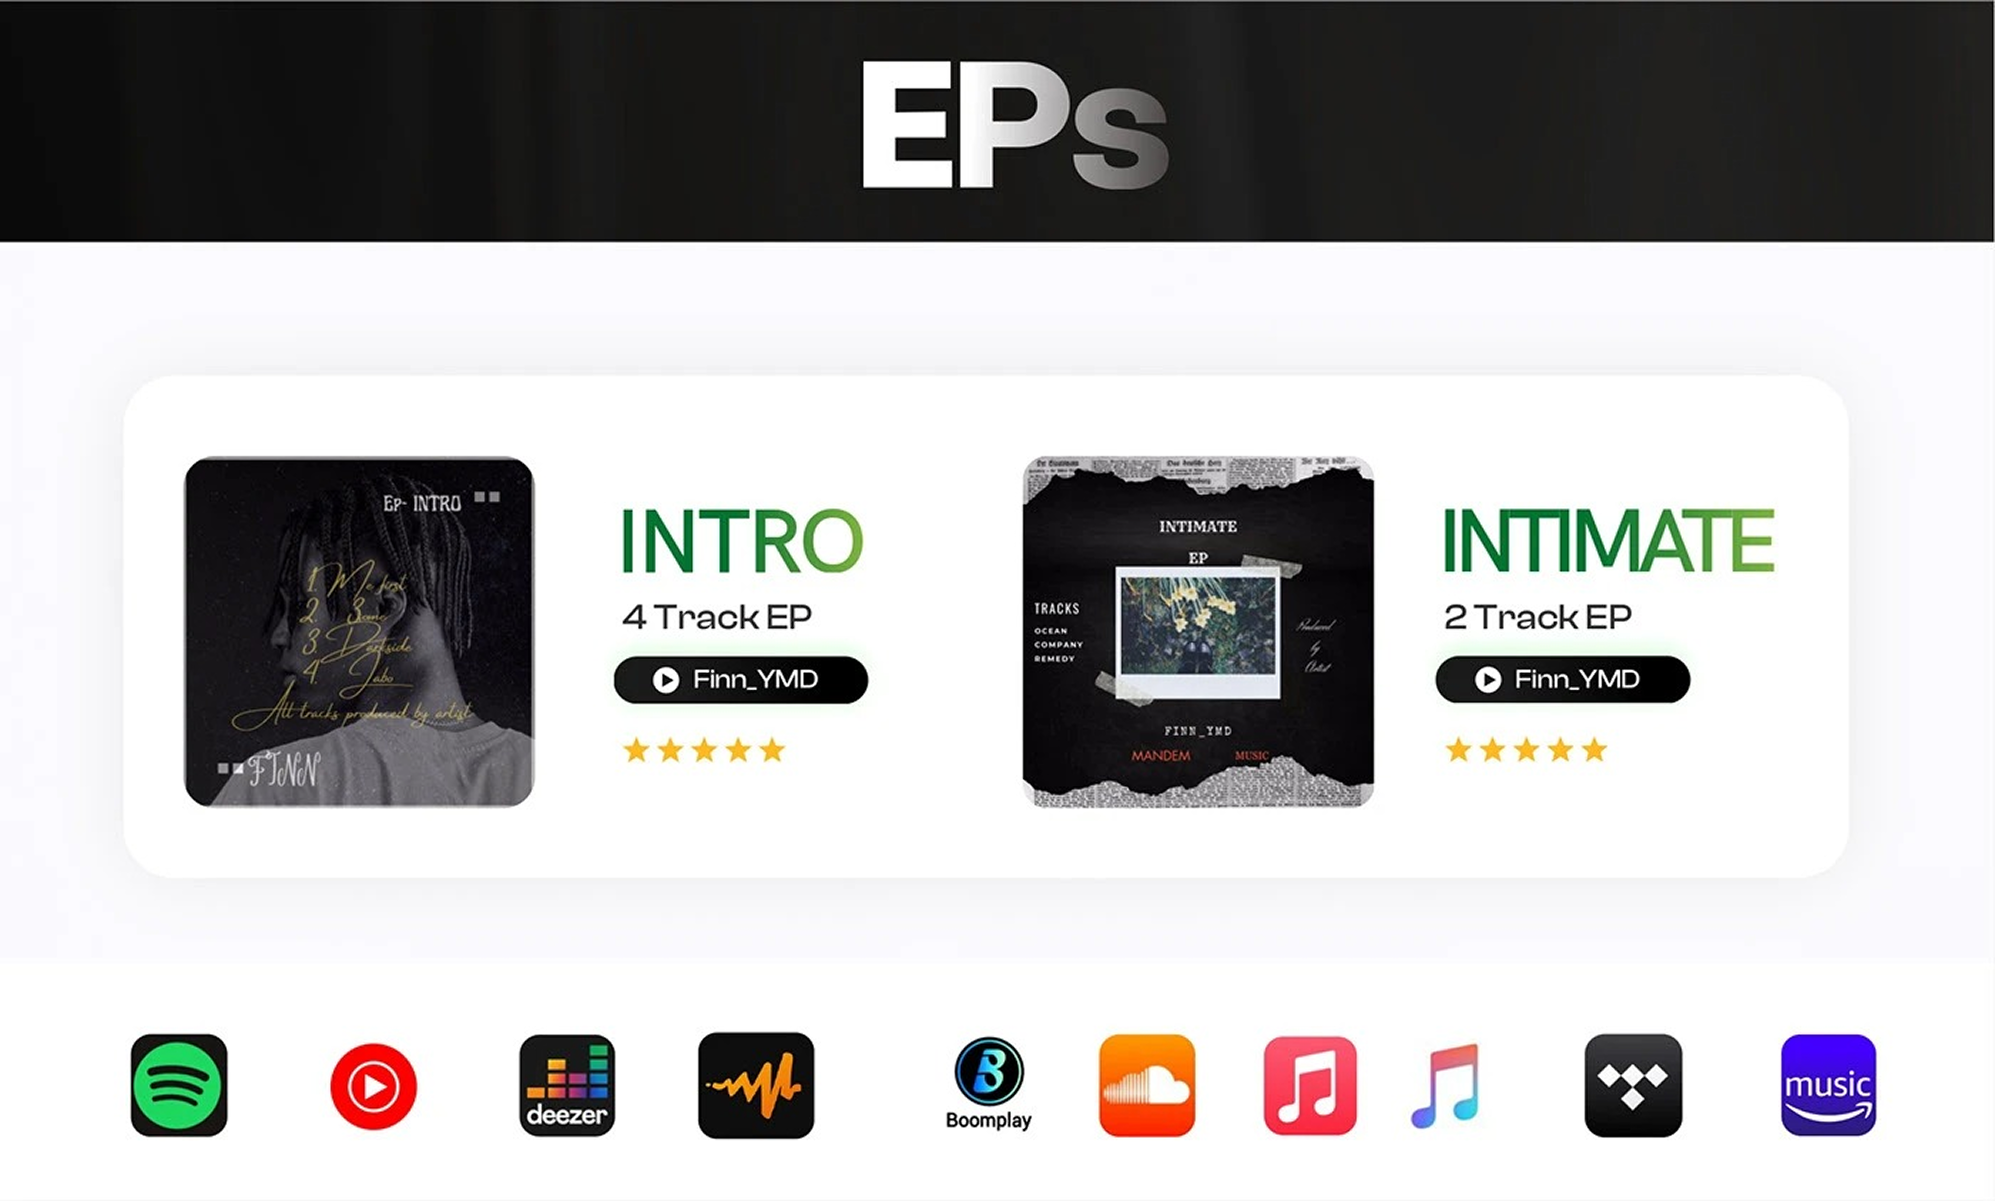 EPs
Ep- INTRO
1. Me first
2.
3. Darkside
4. Jabo
All tracks produced by artist
FINN
INTRO
4 Track EP
Finn_YMD
INTIMATE
EP
TRACKS
OCEAN
COMPANY
REMEDY
Produced
by
Artist
FINN_YMD
MANDEM MUSIC
INTIMATE
2 Track EP
Finn_YMD
deezer
Boomplay
music